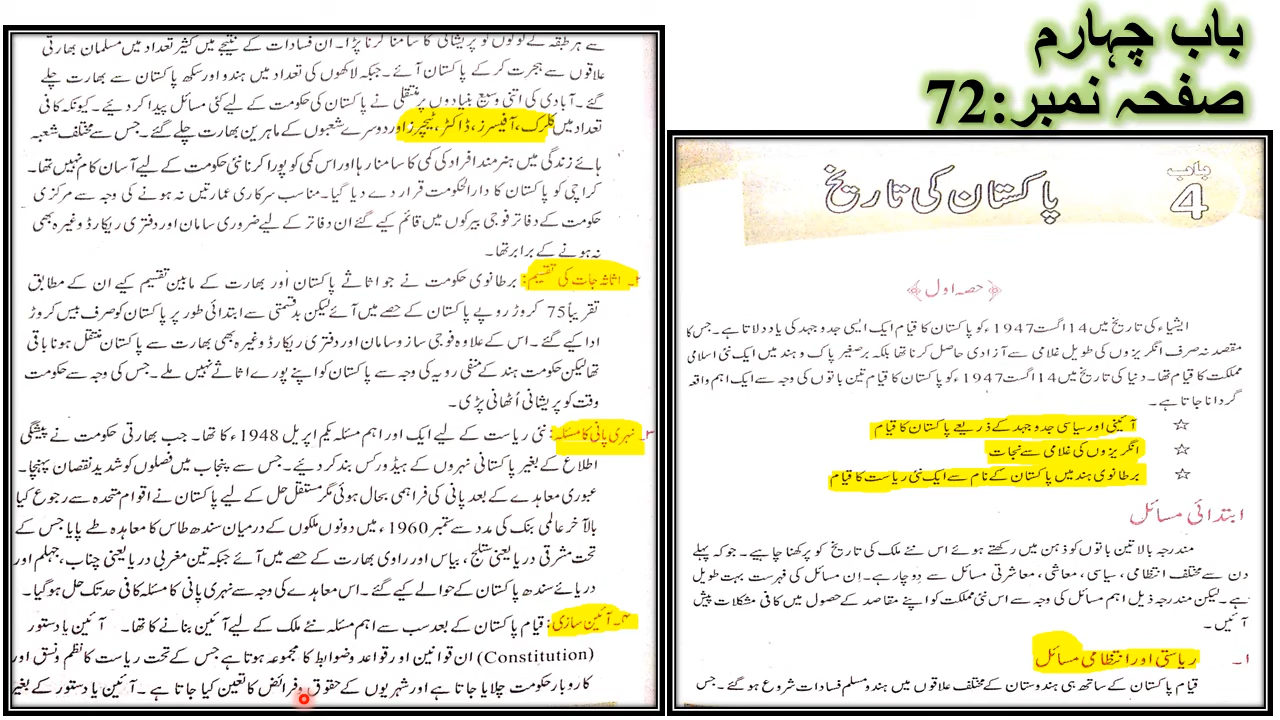 باب چہارم
صفحہ نمبر:72
باب
4
پاکستان کی تاریخ
﴿حصہ اول﴾
ایشیاء کی تاریخ میں 14 اگست 1947ء کو پاکستان کا قیام ایک ایسی جدوجہد کی یاد دلاتا ہے۔ جس کا
مقصد نہ صرف انگریزوں کی طویل غلامی سے آزادی حاصل کرنا تھا بلکہ برصغیر پاک و ہند میں ایک نئی اسلامی
مملکت کا قیام تھا۔ دنیا کی تاریخ میں 14 اگست 1947ء کو پاکستان کا قیام تین باتوں کی وجہ سے ایک اہم واقعہ
گردانا جاتا ہے۔
☆ آئینی اور سیاسی جدوجہد کے ذریعے پاکستان کا قیام
☆ انگریزوں کی غلامی سے نجات
☆ برطانوی ہند میں پاکستان کے نام سے ایک نئی ریاست کا قیام
ابتدائی مسائل
مندرجہ بالا تین باتوں کو ذہن میں رکھتے ہوئے اس نئے ملک کی تاریخ کو پرکھنا چاہیے۔ جو کہ پہلے
دن سے مختلف انتظامی، سیاسی، معاشی، معاشرتی مسائل سے دوچار ہے۔ اِن مسائل کی فہرست بہت طویل
ہے۔ لیکن مندرجہ ذیل اہم مسائل کی وجہ سے اس نئی مملکت کو اپنے مقاصد کے حصول میں کافی مشکلات پیش
آئیں۔
۱۔ ریاستی اور انتظامی مسائل
قیام پاکستان کے ساتھ ہی ہندوستان کے مختلف علاقوں میں ہندو مسلم فسادات شروع ہو گئے۔ جس
سے ہر طبقہ کے لوگوں کو پریشانی کا سامنا کرنا پڑا۔ ان فسادات کے نتیجے میں کثیر تعداد میں مسلمان بھارتی
علاقوں سے ہجرت کر کے پاکستان آئے۔ جبکہ لاکھوں کی تعداد میں ہندو اور سکھ پاکستان سے بھارت چلے
گئے۔ آبادی کی اتنی وسیع بنیادوں پر منتقلی نے پاکستان کی حکومت کے لیے کئی مسائل پیدا کر دیئے۔ کیونکہ کافی
تعداد میں کلرک، آفیسرز، ڈاکٹر، ٹیچرز اور دوسرے شعبوں کے ماہرین بھارت چلے گئے۔ جس سے مختلف شعبہ
ہائے زندگی میں ہنر مند افراد کی کمی کا سامنا رہا اور اس کمی کو پورا کرنا نئی حکومت کے لیے آسان کام نہیں تھا۔
کراچی کو پاکستان کا دارالحکومت قرار دے دیا گیا۔ مناسب سرکاری عمارتیں نہ ہونے کی وجہ سے مرکزی
حکومت کے دفاتر فوجی بیرکوں میں قائم کیے گئے ان دفاتر کے لیے ضروری سامان اور دفتری ریکارڈ وغیرہ بھی
نہ ہونے کے برابر تھا۔
۲۔ اثاثہ جات کی تقسیم: برطانوی حکومت نے جو اثاثے پاکستان اور بھارت کے مابین تقسیم کیے ان کے مطابق
تقریباً 75 کروڑ روپے پاکستان کے حصے میں آئے لیکن بدقسمتی سے ابتدائی طور پر پاکستان کو صرف بیس کروڑ
ادا کیے گئے۔ اس کے علاوہ فوجی سازوسامان اور دفتری ریکارڈ وغیرہ بھی بھارت سے پاکستان منتقل ہونا باقی
تھا لیکن حکومت ہند کے منفی رویہ کی وجہ سے پاکستان کو اپنے پورے اثاثے نہیں ملے۔ جس کی وجہ سے حکومت
وقت کو پریشانی اُٹھانی پڑی۔
۳۔ نہری پانی کا مسئلہ: نئی ریاست کے لیے ایک اور اہم مسئلہ یکم اپریل 1948ء کا تھا۔ جب بھارتی حکومت نے پیشگی
اطلاع کے بغیر پاکستانی نہروں کے ہیڈورکس بند کر دیئے۔ جس سے پنجاب میں فصلوں کو شدید نقصان پہنچا۔
عبوری معاہدے کے بعد پانی کی فراہمی بحال ہوئی مگر مستقل حل کے لیے پاکستان نے اقوام متحدہ سے رجوع کیا
بالآخر عالمی بنک کی مدد سے ستمبر 1960ء میں دونوں ملکوں کے درمیان سندھ طاس کا معاہدہ طے پایا جس کے
تحت مشرقی دریا یعنی ستلج، بیاس اور راوی بھارت کے حصے میں آئے جبکہ تین مغربی دریا یعنی چناب، جہلم اور
دریائے سندھ پاکستان کے حوالے کیے گئے۔ اس معاہدے کی وجہ سے نہری پانی کا مسئلہ کافی حد تک حل ہو گیا۔
۴۔ آئین سازی: قیام پاکستان کے بعد سب سے اہم مسئلہ نئے ملک کے لیے آئین بنانے کا تھا۔ آئین یا دستور
(Constitution) ان قوانین اور قواعد و ضوابط کا مجموعہ ہوتا ہے جس کے تحت ریاست کا نظم و نسق اور
کاروبار حکومت چلایا جاتا ہے اور شہریوں کے حقوق و فرائض کا تعین کیا جاتا ہے۔ آئین یا دستور کے بغیر